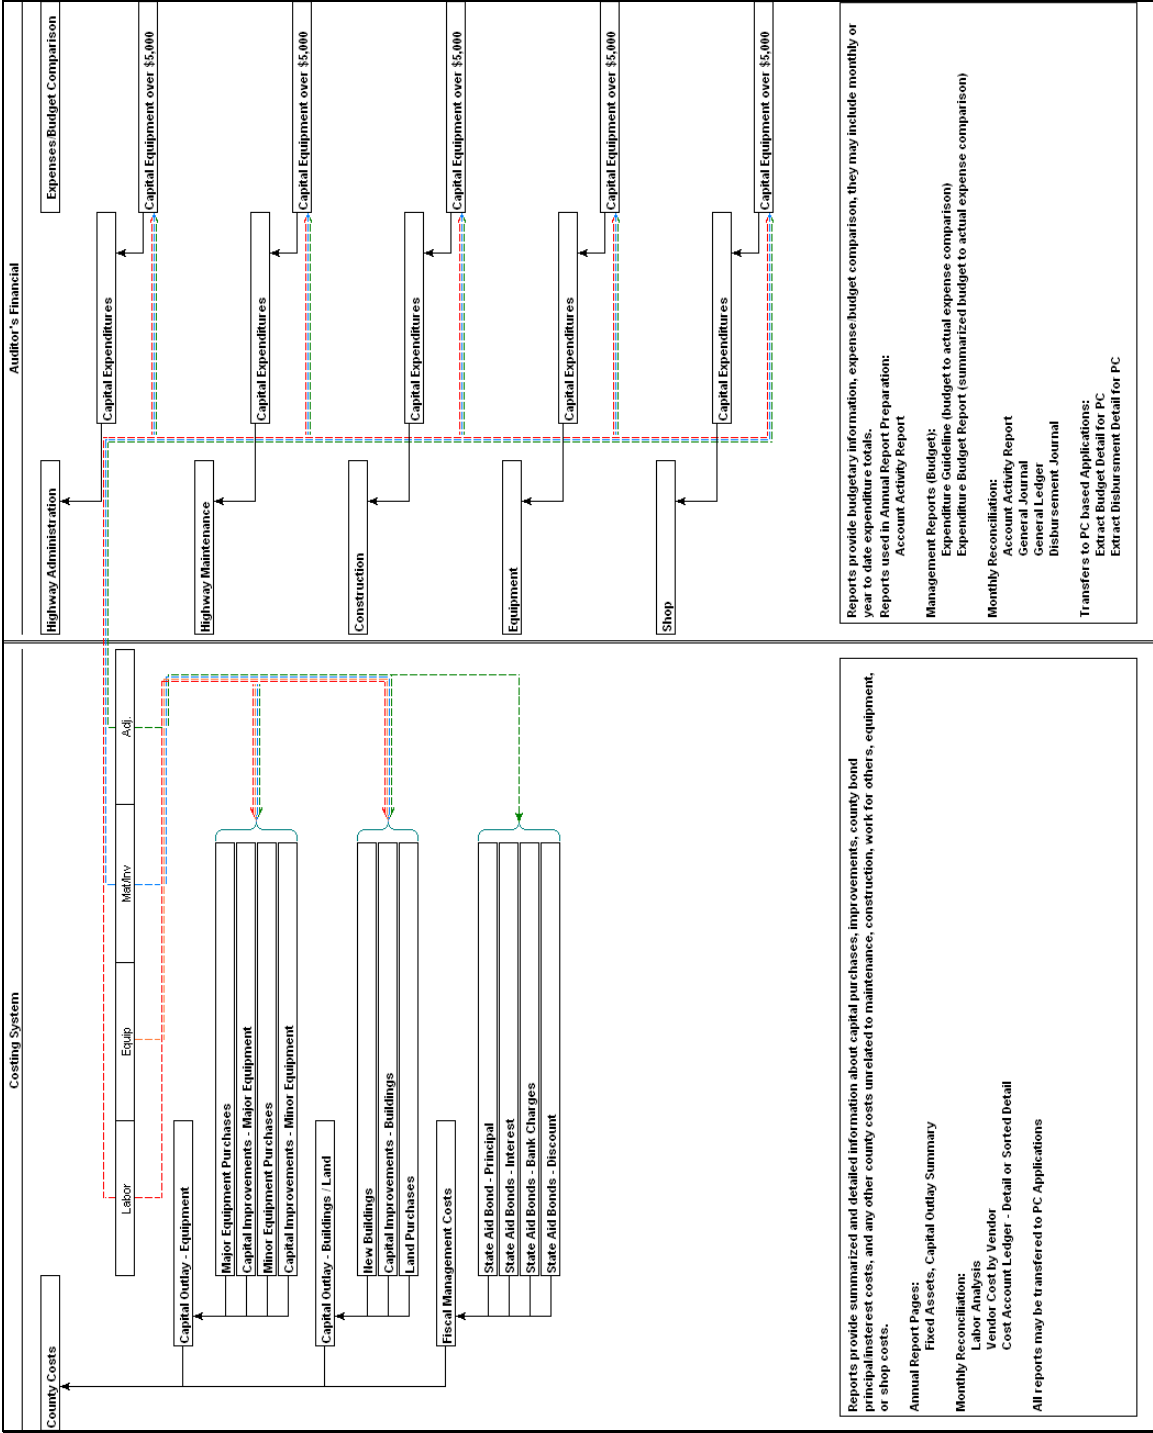 Costing System
County Costs
Labor
Equip
Mat/Inv
Adj.
Capital Outlay - Equipment
Major Equipment Purchases
Capital Improvements - Major Equipment
Minor Equipment Purchases
Capital Improvements - Minor Equipment
Capital Outlay - Buildings / Land
New Buildings
Capital Improvements - Buildings
Land Purchases
Fiscal Management Costs
State Aid Bond - Principal
State Aid Bonds - Interest
State Aid Bonds - Bank Charges
State Aid Bonds - Discount
Reports provide summarized and detailed information about capital purchases, improvements, county bond
principal/insterest costs, and any other county costs unrelated to maintenance, construction, work for others, equipment,
or shop costs.
Annual Report Pages:
Fixed Assets, Capital Outlay Summary
Monthly Reconciliation:
Labor Analysis
Vendor Cost by Vendor
Cost Account Ledger - Detail or Sorted Detail
All reports may be transfered to PC Applications
Auditor's Financial
Expenses/Budget Comparison
Highway Administration
Capital Expenditures
Capital Equipment over $5,000
Highway Maintenance
Capital Expenditures
Capital Equipment over $5,000
Construction
Capital Expenditures
Capital Equipment over $5,000
Equipment
Capital Expenditures
Capital Equipment over $5,000
Shop
Capital Expenditures
Capital Equipment over $5,000
Reports provide budgetary information, expense/budget comparison, they may include monthly or
year to date expenditure totals.
Reports used in Annual Report Preparation:
Account Activity Report
Management Reports (Budget):
Expenditure Guideline (budget to actual expense comparison)
Expenditure Budget Report (summarized budget to actual expense comparison)
Monthly Reconciliation:
Account Activity Report
General Journal
General Ledger
Disbursement Journal
Transfers to PC based Applications:
Extract Budget Detail for PC
Extract Disbursment Detail for PC